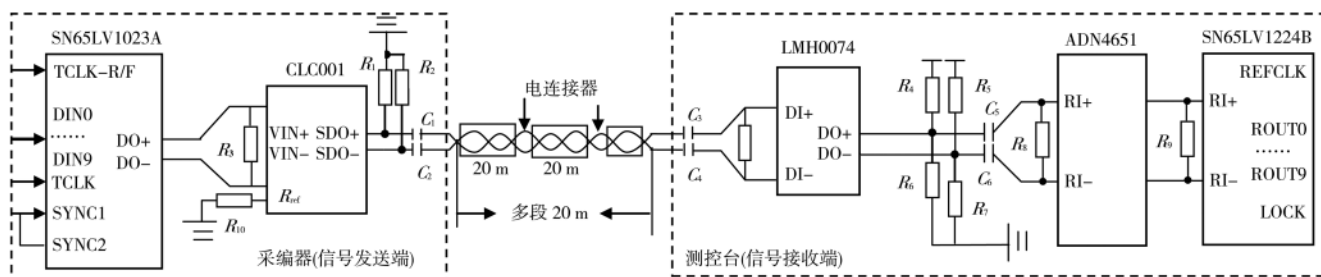 SN65LV1023A
TCLK-R/F
DIN0
……
DIN9
TCLK
SYNC1
SYNC2
DO+
DO-
R3
R10
CLC001
VIN+ SDO+
VIN- SDO-
Rref
R1
R2
C1
C2
采编器(信号发送端)
电连接器
20 m
20 m
多段 20 m
C3
C4
LMH0074
DI+
DI-
DO+
DO-
R4
R5
R6
R7
C5
C6
R8
ADN4651
RI+
RI-
R9
SN65LV1224B
REFCLK
RI+
ROUT0
……
ROUT9
RI-
LOCK
测控台(信号接收端)